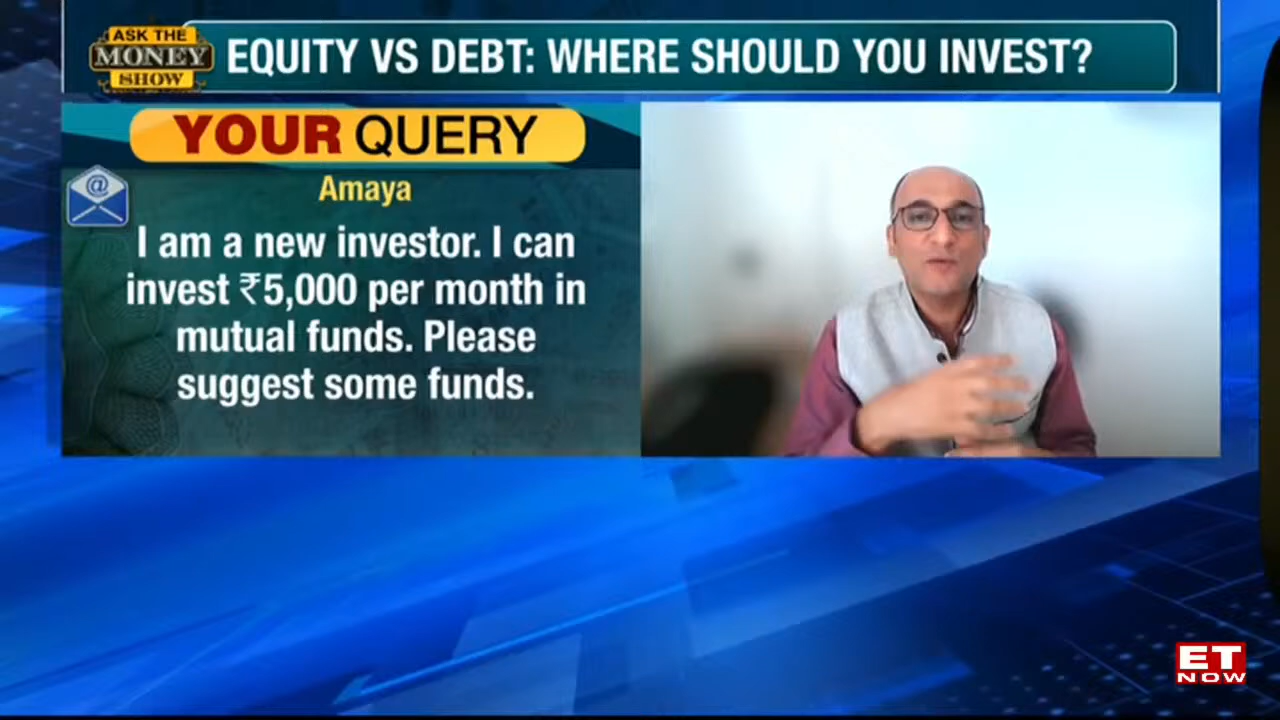 ASK THE
MONEY
SHOW
EQUITY VS DEBT: WHERE SHOULD YOU INVEST?
YOUR QUERY
@
Amaya
I am a new investor. I can
invest ₹5,000 per month in
mutual funds. Please
suggest some funds.
ET
NOW